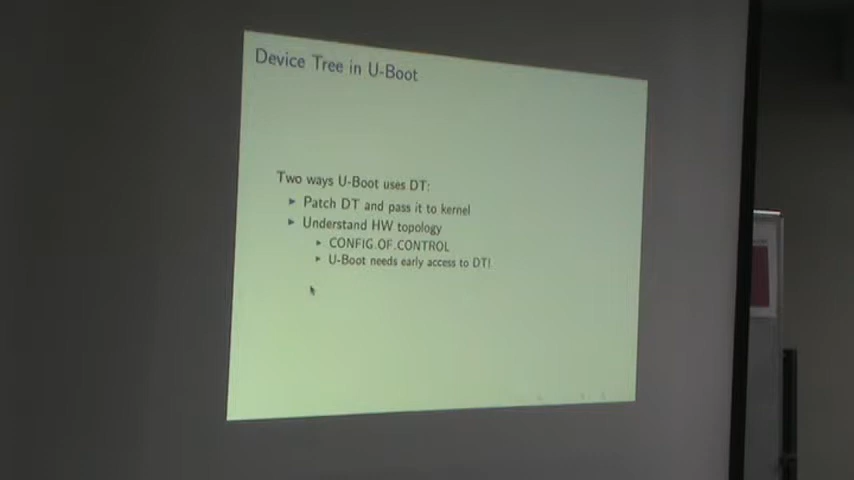 Device Tree in U-Boot
Two ways U-Boot uses DT:
Patch DT and pass it to kernel
Understand HW topology
CONFIG_OF_CONTROL
U-Boot needs early access to DT!